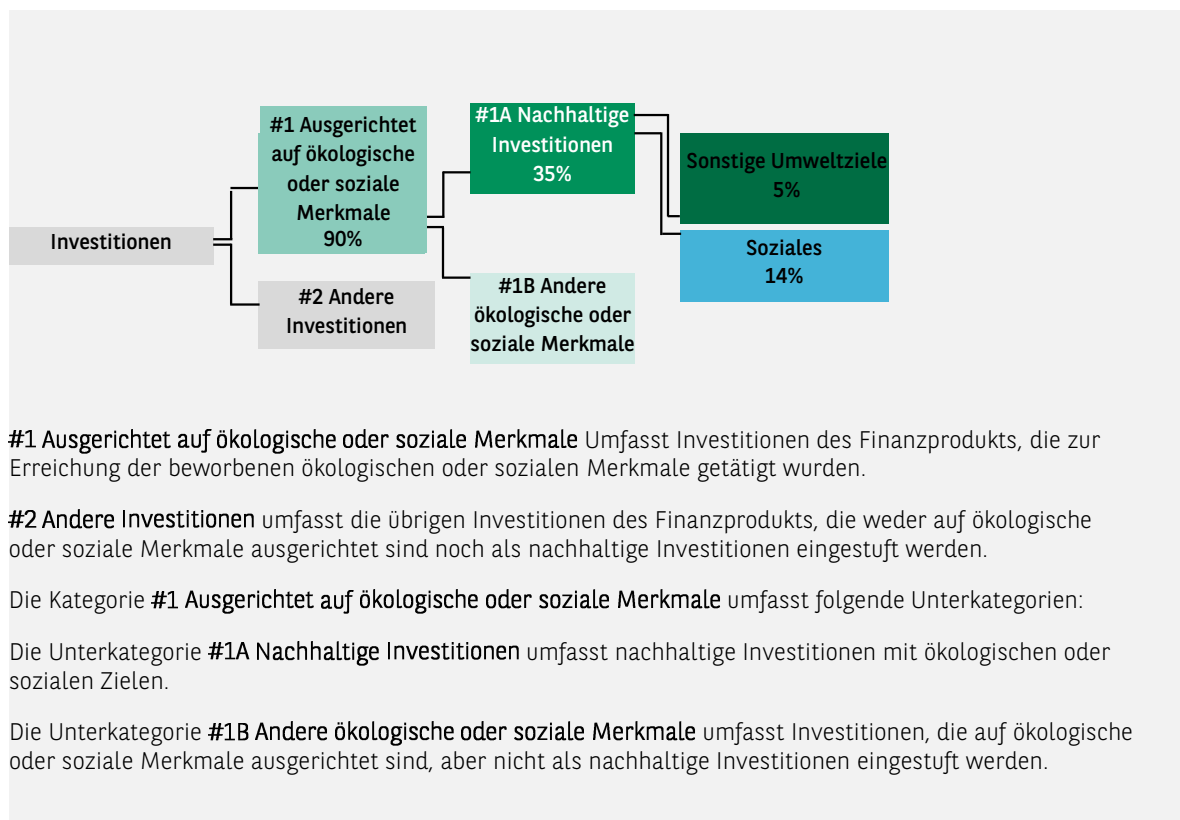 #1 Ausgerichtet
auf ökologische
oder soziale
Merkmale
90%
#1A Nachhaltige
Investitionen
35%
Sonstige Umweltziele
5%
Investitionen
Soziales
14%
#2 Andere
Investitionen
#1B Andere
ökologische oder
soziale Merkmale
#1 Ausgerichtet auf ökologische oder soziale Merkmale Umfasst Investitionen des Finanzprodukts, die zur
Erreichung der beworbenen ökologischen oder sozialen Merkmale getätigt wurden.
#2 Andere Investitionen umfasst die übrigen Investitionen des Finanzprodukts, die weder auf ökologische
oder soziale Merkmale ausgerichtet sind noch als nachhaltige Investitionen eingestuft werden.
Die Kategorie #1 Ausgerichtet auf ökologische oder soziale Merkmale umfasst folgende Unterkategorien:
Die Unterkategorie #1A Nachhaltige Investitionen umfasst nachhaltige Investitionen mit ökologischen oder
sozialen Zielen.
Die Unterkategorie #1B Andere ökologische oder soziale Merkmale umfasst Investitionen, die auf ökologische
oder soziale Merkmale ausgerichtet sind, aber nicht als nachhaltige Investitionen eingestuft werden.